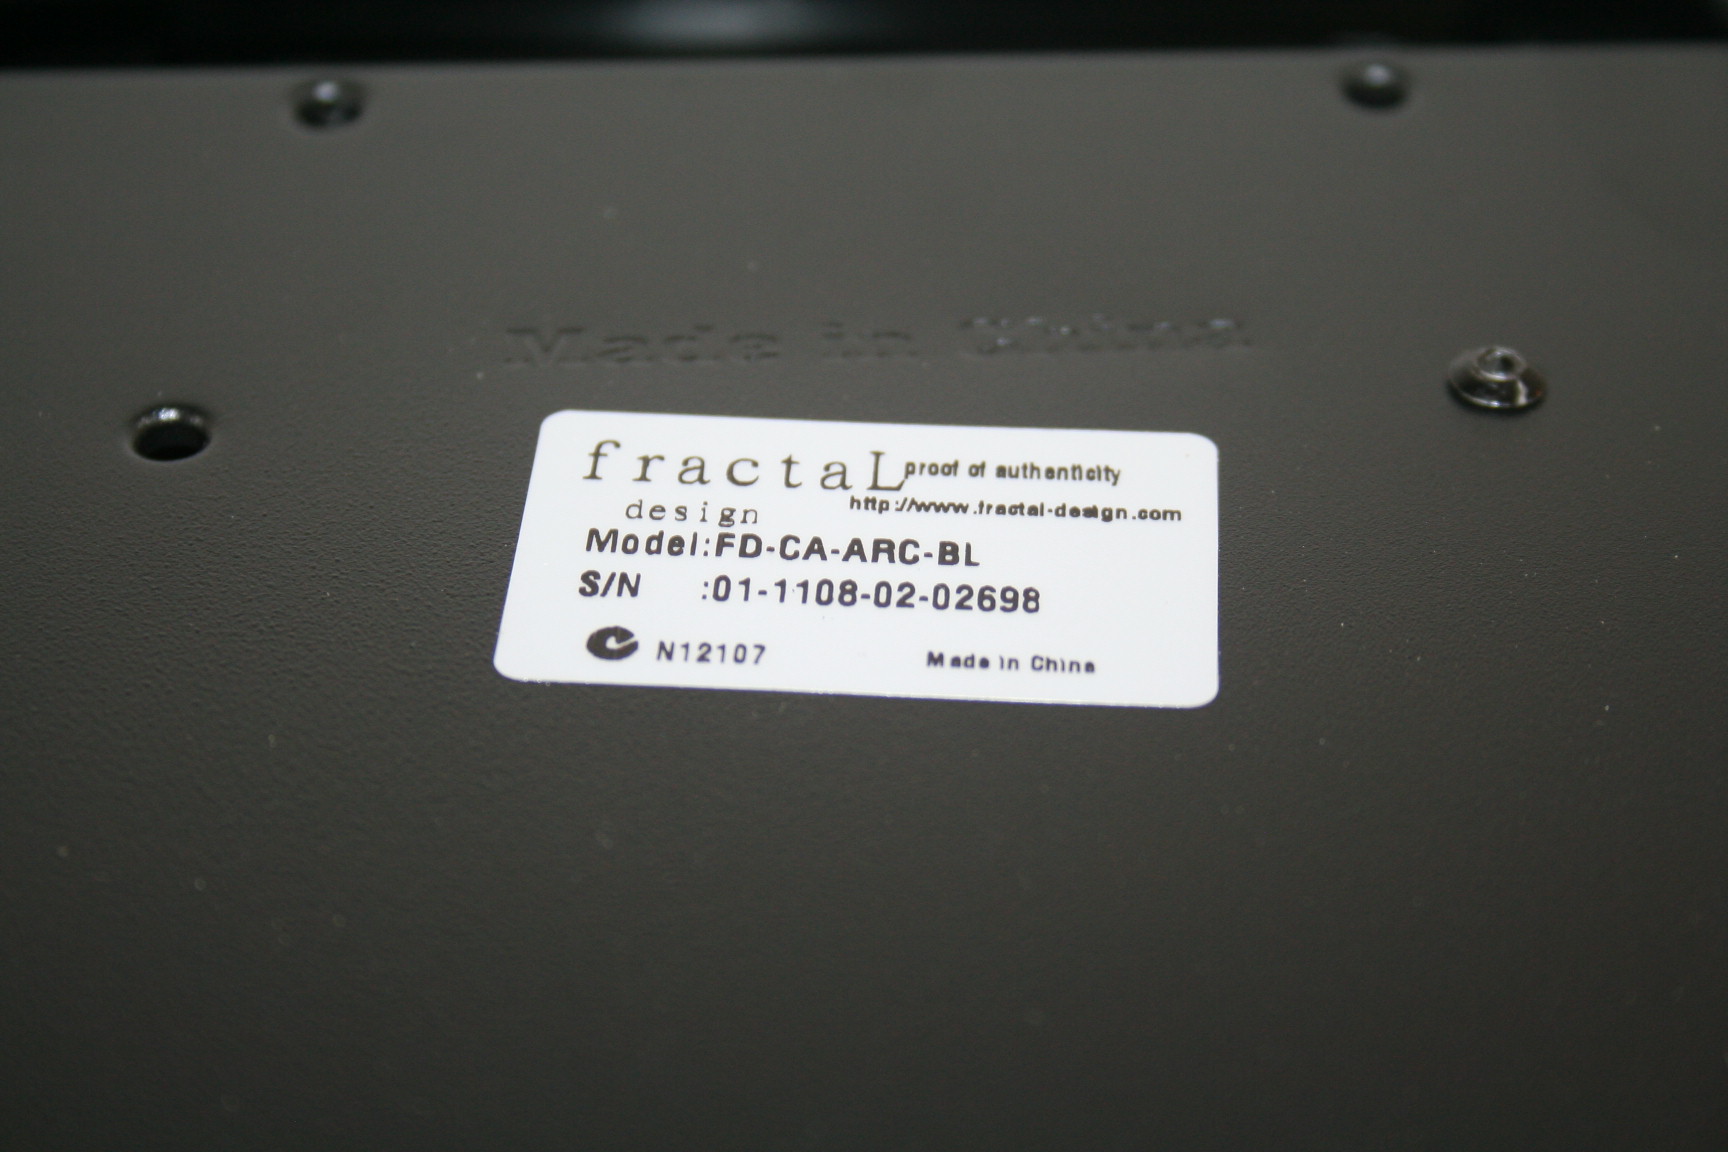 Made in China
fractaL proof of authenticity
design http://www.fractal-design.com
Model:FD-CA-ARC-BL
S/N :01-1108-02-02698
N12107 Made in China